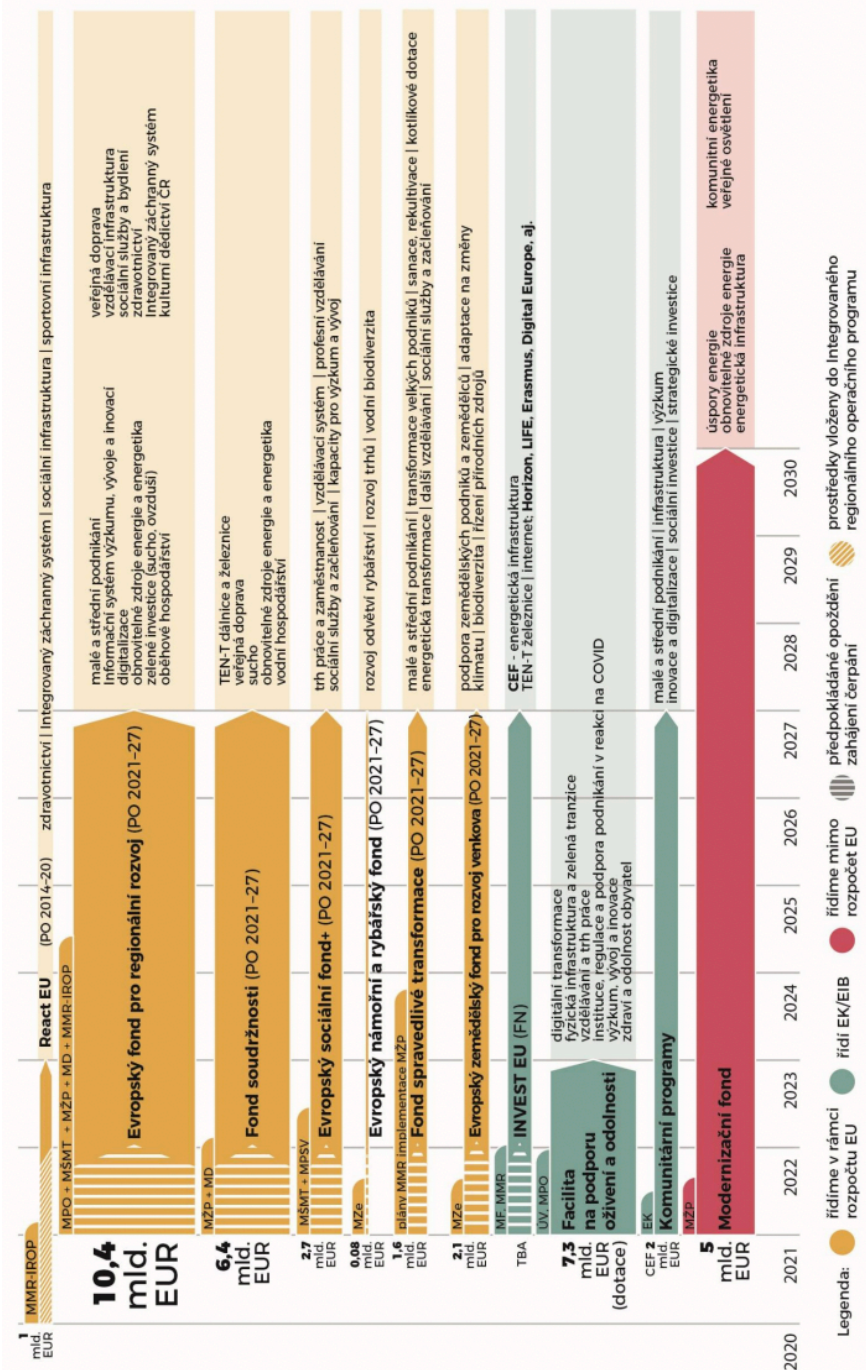 1
mld.
EUR
MMR-IROP
React EU
(PO 2014–20)
zdravotnictví | Integrovaný záchranný systém | sociální infrastruktura | sportovní infrastruktura
10,4
mld.
EUR
MPO + MŠMT + MŽP + MD + MMR-IROP
Evropský fond pro regionální rozvoj (PO 2021–27)
malé a střední podnikání
Informační systém výzkumu, vývoje a inovací
digitalizace
obnovitelné zdroje energie a energetika
zelené investice (sucho, ovzduší)
oběhové hospodářství
veřejná doprava
vzdělávací infrastruktura
sociální služby a bydlení
zdravotnictví
Integrovaný záchranný systém
kulturní dědictví ČR
6,4
mld.
EUR
MŽP + MD
Fond soudržnosti (PO 2021–27)
TEN-T dálnice a železnice
veřejná doprava
sucho
obnovitelné zdroje energie a energetika
vodní hospodářství
2,7
mld.
EUR
MŠMT + MPSV
Evropský sociální fond+ (PO 2021–27)
trh práce a zaměstnanost | vzdělávací systém | profesní vzdělávání
sociální služby a začleňování | kapacity pro výzkum a vývoj
0,08
mld.
EUR
MZe
Evropský námořní a rybářský fond (PO 2021–27)
rozvoj odvětví rybářství | rozvoj trhů | vodní biodiverzita
1,6
mld.
EUR
plány MMR implementace MŽP
Fond spravedlivé transformace (PO 2021–27)
malé a střední podnikání | transformace velkých podniků | sanace, rekultivace | kotlíkové dotace
energetická transformace | další vzdělávání | sociální služby a začleňování
2,1
mld.
EUR
MZe
Evropský zemědělský fond pro rozvoj venkova (PO 2021–27)
podpora zemědělských podniků a zemědělců | adaptace na změny
klimatu | biodiverzita | řízení přírodních zdrojů
TBA
MF, MMR
INVEST EU (FN)
CEF - energetická infrastruktura
TEN-T železnice | internet; Horizon, LIFE, Erasmus, Digital Europe, aj.
7,3
mld.
EUR
(dotace)
ÚV, MPO
Facilita
na podporu
oživení a odolnosti
digitální transformace
fyzická infrastruktura a zelená tranzice
vzdělávání a trh práce
instituce, regulace a podpora podnikání v reakci na COVID
výzkum, vývoj a inovace
zdraví a odolnost obyvatel
CEF 2
mld.
EUR
EK
Komunitární programy
malé a střední podnikání | infrastruktura | výzkum
inovace a digitalizace | sociální investice | strategické investice
5
mld.
EUR
MŽP
Modernizační fond
úspory energie
obnovitelné zdroje energie
energetická infrastruktura
komunitní energetika
veřejné osvětlení
2020 2021 2022 2023 2024 2025 2026 2027 2028 2029 2030
Legenda:
řídíme v rámci
rozpočtu EU
řídí EK/EIB
řídíme mimo
rozpočet EU
předpokládané opoždění
zahájení čerpání
prostředky vloženy do Integrovaného
regionálního operačního programu